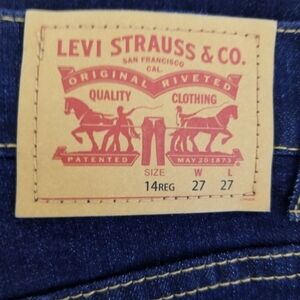 LEVI STRAUSS & CO.
SAN FRANCISCO
CAL.
ORIGINAL RIVETED
QUALITY CLOTHING
PATENTED MAY 20 1873
SIZE W L
14REG 27 27